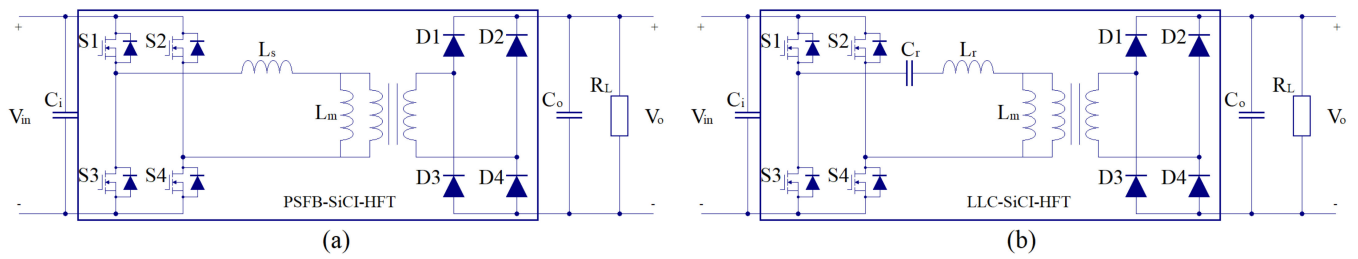 + S1 S2 Ls D1 D2 +
Vin Ci Lm Co RL Vo
S3 S4 D3 D4
- PSFB-SiCI-HFT -
(a)
+ S1 S2 Cr Lr D1 D2 +
Vin Ci Lm Co RL Vo
S3 S4 D3 D4
- LLC-SiCI-HFT -
(b)